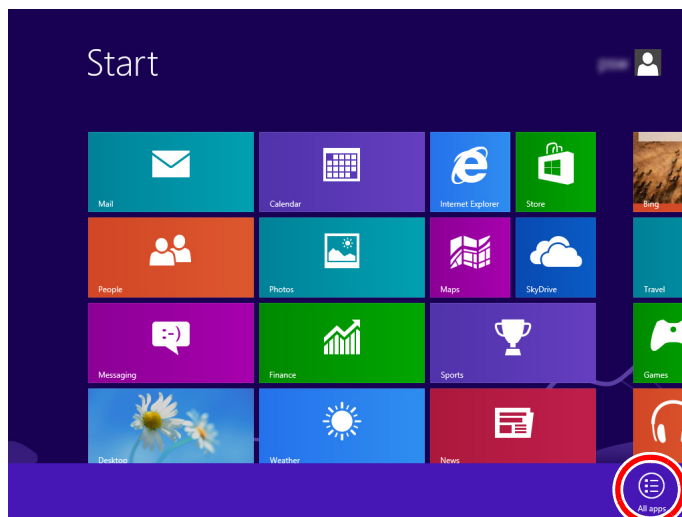 Start
Mail
Calendar
Internet Explorer
Store
Bing
People
Photos
Maps
SkyDrive
Travel
Messaging
Finance
Sports
Games
Desktop
Weather
News
All apps